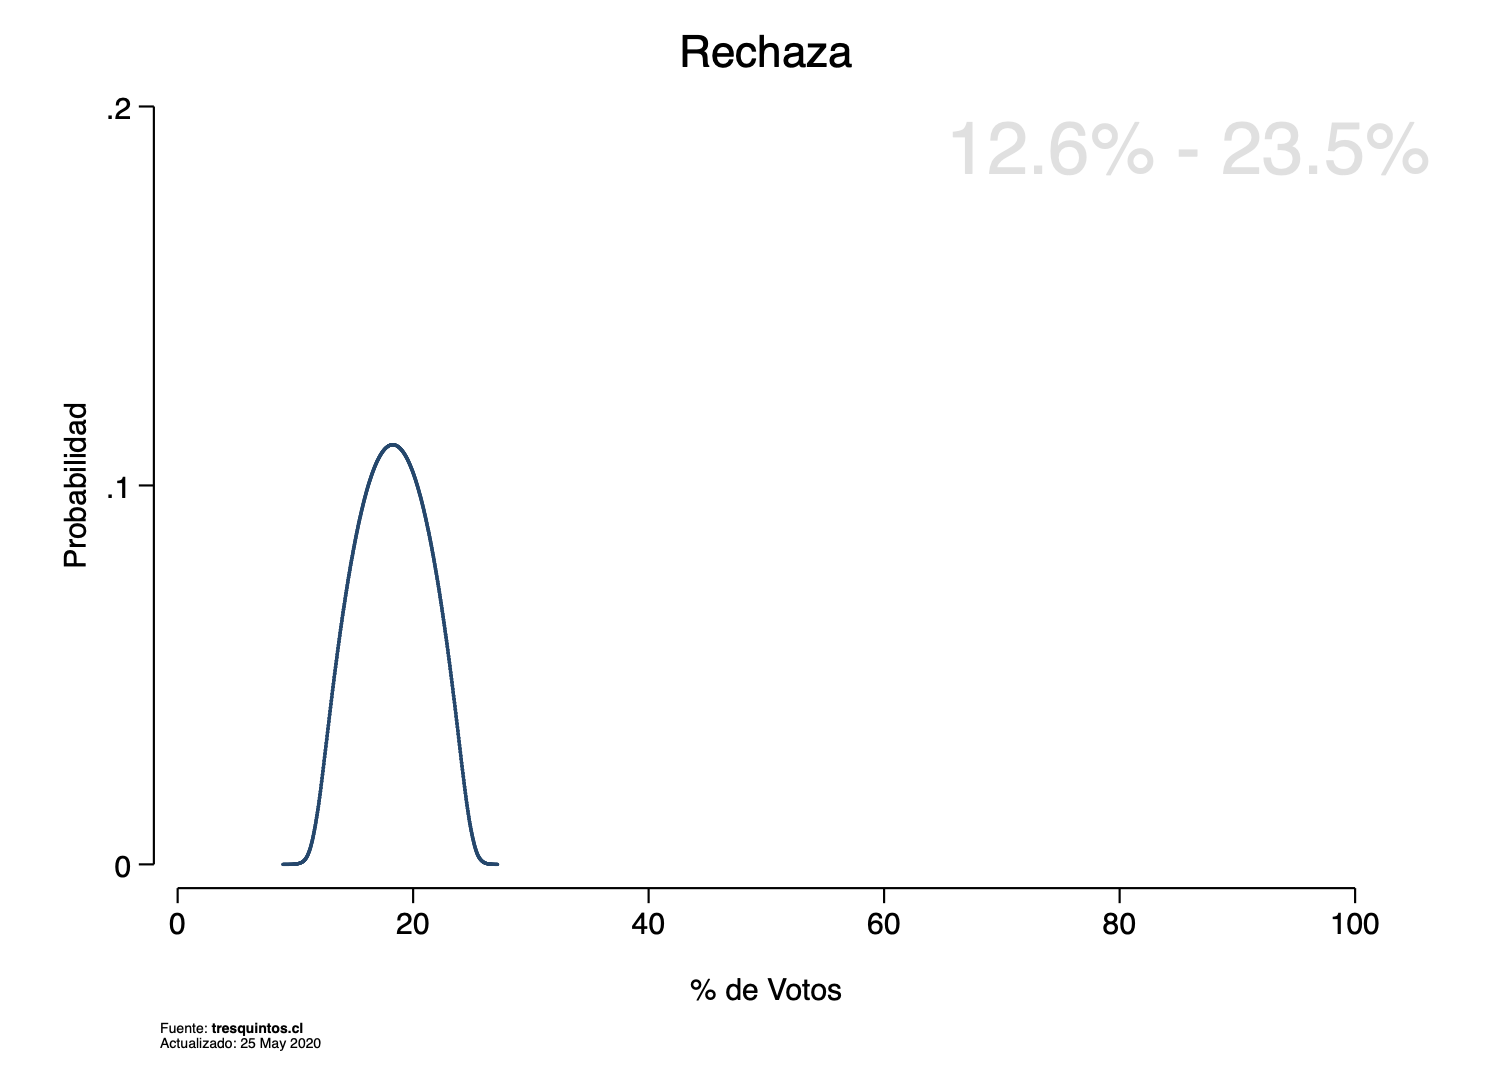 Rechaza
.2
12.6% - 23.5%
Probabilidad
.1
0
0 20 40 60 80 100
% de Votos
Fuente: tresquintos.cl
Actualizado: 25 May 2020